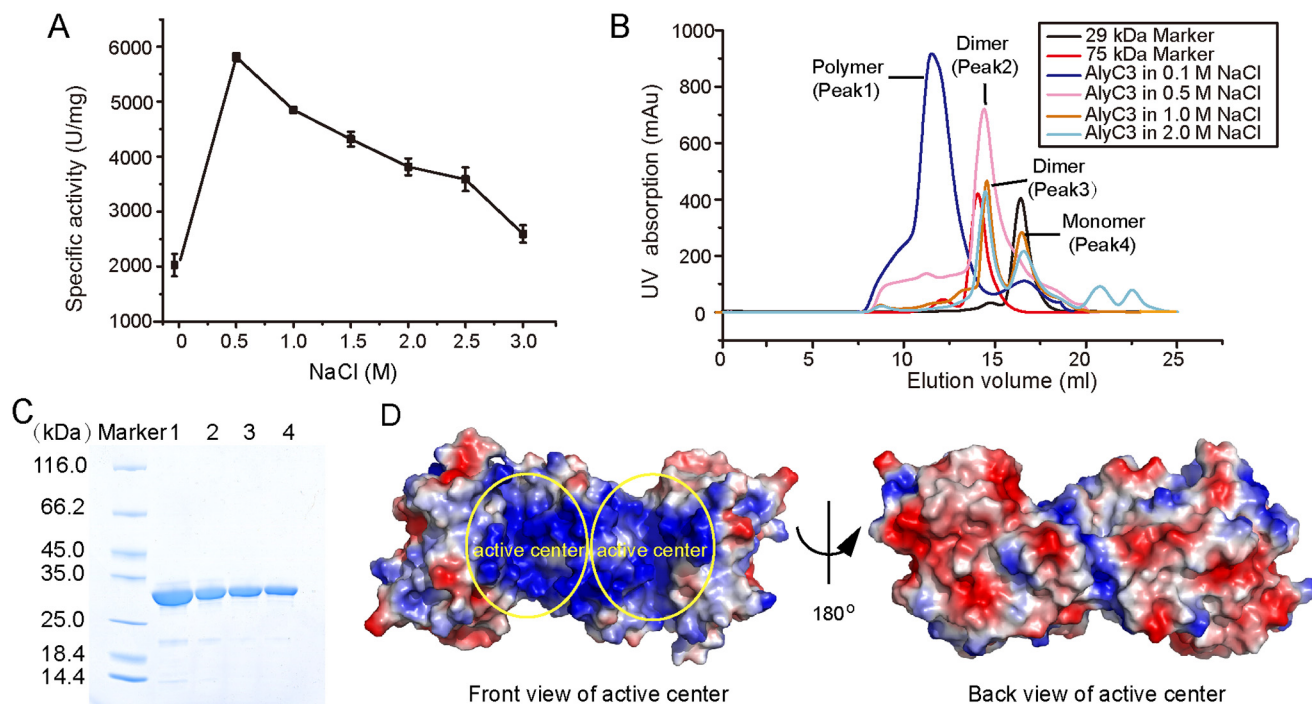 A
Specific activity (U/mg)
6000
5000
4000
3000
2000
1000
0
0.5
1.0
1.5
2.0
2.5
3.0
NaCl (M)
B
UV absorption (mAu)
1000
800
600
400
200
0
0
5
10
15
20
25
Elution volume (ml)
Polymer
(Peak1)
Dimer
(Peak2)
Dimer
(Peak3)
Monomer
(Peak4)
29 kDa Marker
75 kDa Marker
AlyC3 in 0.1 M NaCl
AlyC3 in 0.5 M NaCl
AlyC3 in 1.0 M NaCl
AlyC3 in 2.0 M NaCl
C
(kDa) Marker 1 2 3 4
116.0
66.2
45.0
35.0
25.0
18.4
14.4
D
active center
active center
180°
Front view of active center
Back view of active center